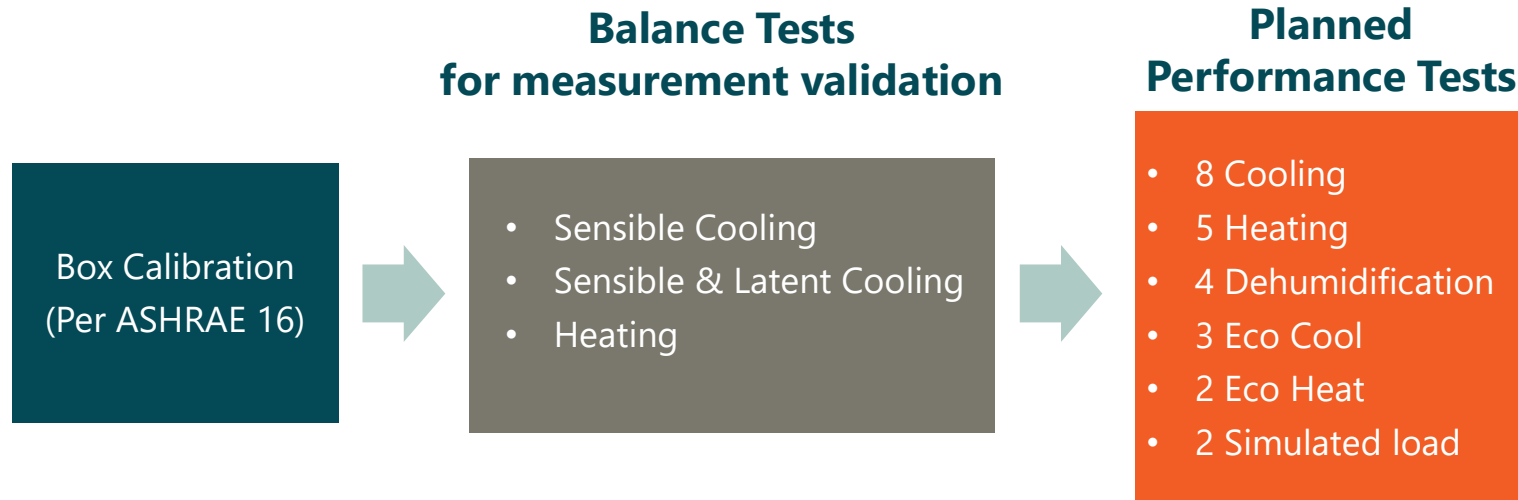 Balance Tests
for measurement validation
Planned
Performance Tests
Box Calibration
(Per ASHRAE 16)
• Sensible Cooling
• Sensible & Latent Cooling
• Heating
• 8 Cooling
• 5 Heating
• 4 Dehumidification
• 3 Eco Cool
• 2 Eco Heat
• 2 Simulated load